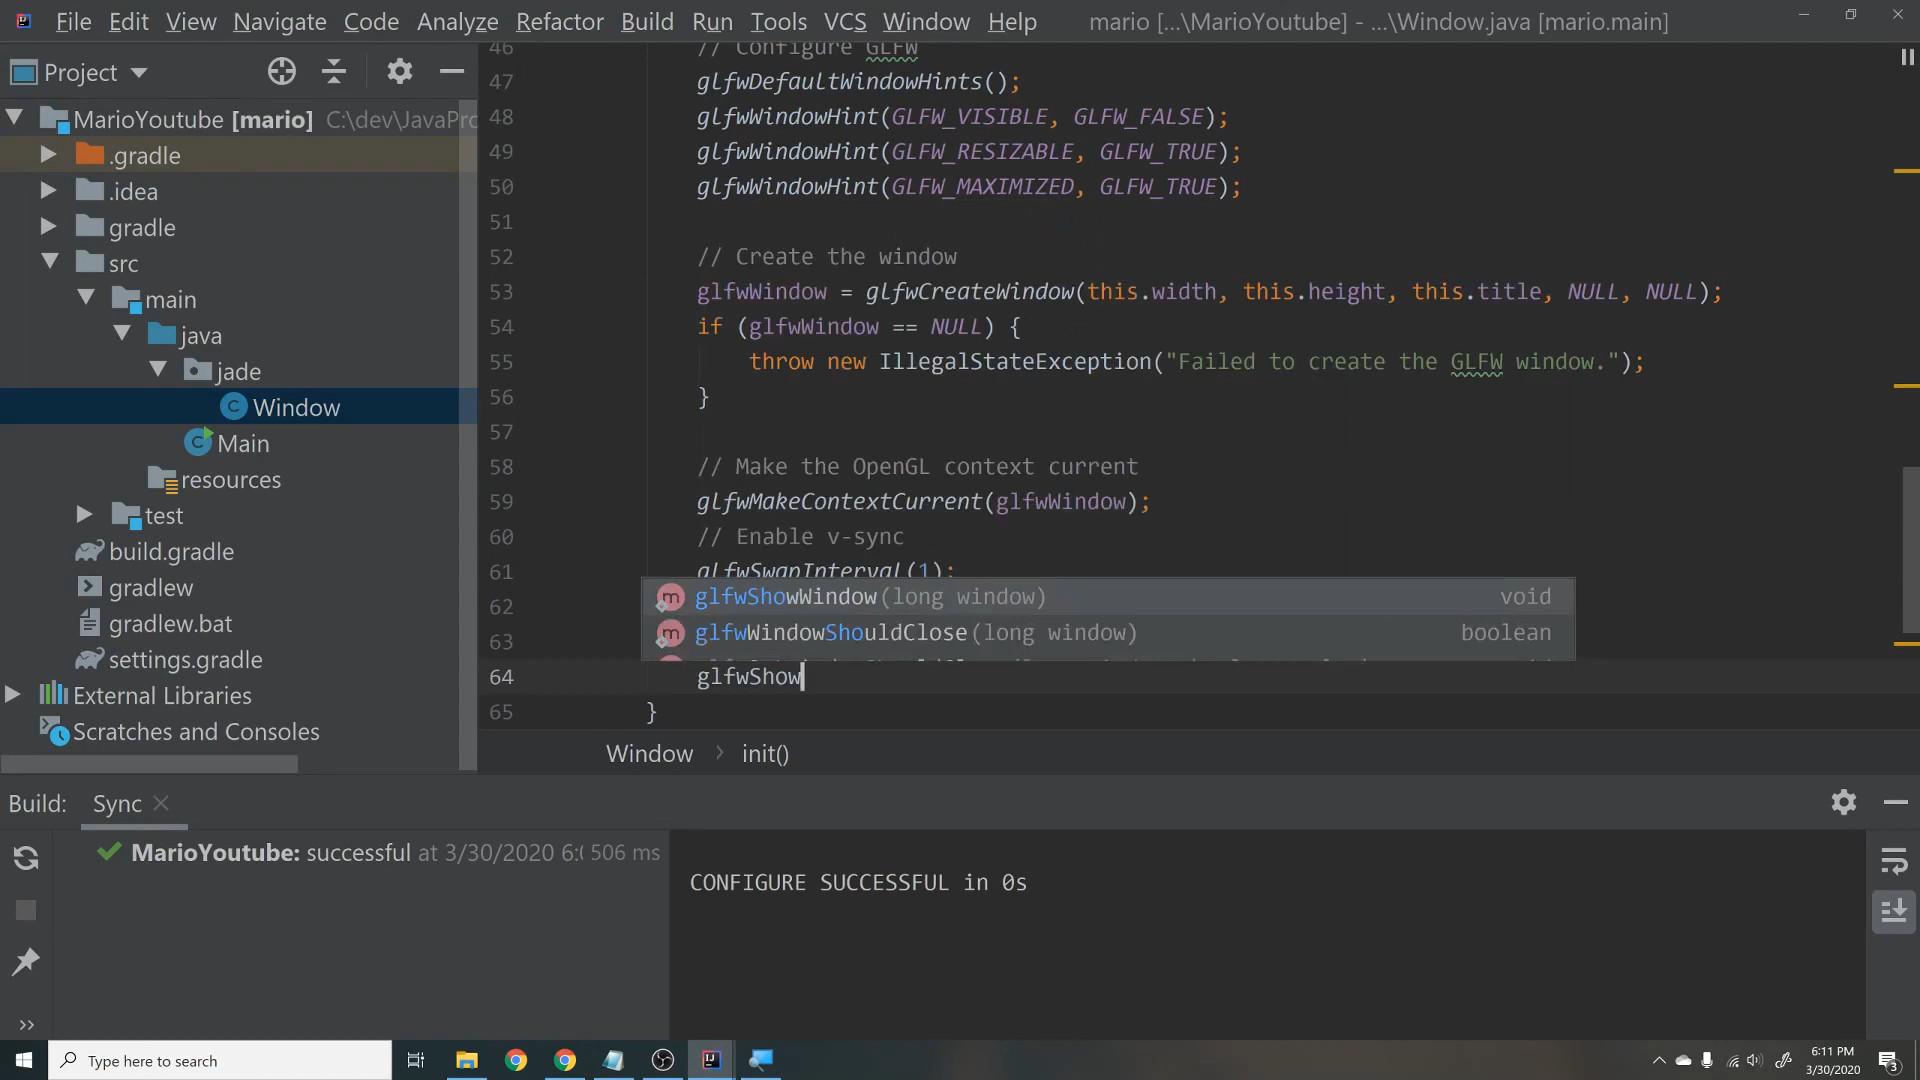 File Edit View Navigate Code Analyze Refactor Build Run Tools VCS Window Help mario [...\MarioYoutube] - ...\Window.java [mario.main]
Project
MarioYoutube [mario] C:\dev\JavaPro
.gradle
.idea
gradle
src
main
java
jade
Window
Main
resources
test
build.gradle
gradlew
gradlew.bat
settings.gradle
External Libraries
Scratches and Consoles
46 // Configure GLFW
47 glfwDefaultWindowHints();
48 glfwWindowHint(GLFW_VISIBLE, GLFW_FALSE);
49 glfwWindowHint(GLFW_RESIZABLE, GLFW_TRUE);
50 glfwWindowHint(GLFW_MAXIMIZED, GLFW_TRUE);
51
52 // Create the window
53 glfwWindow = glfwCreateWindow(this.width, this.height, this.title, NULL, NULL);
54 if (glfwWindow == NULL) {
55 throw new IllegalStateException("Failed to create the GLFW window.");
56 }
57
58 // Make the OpenGL context current
59 glfwMakeContextCurrent(glfwWindow);
60 // Enable v-sync
61 glfwSwapInterval(1);
62 glfwShowWindow(long window) void
63 glfwWindowShouldClose(long window) boolean
64 glfwShow
65 }
Window > init()
Build: Sync
MarioYoutube: successful at 3/30/2020 6:( 506 ms
CONFIGURE SUCCESSFUL in 0s
Type here to search
6:11 PM
3/30/2020
3